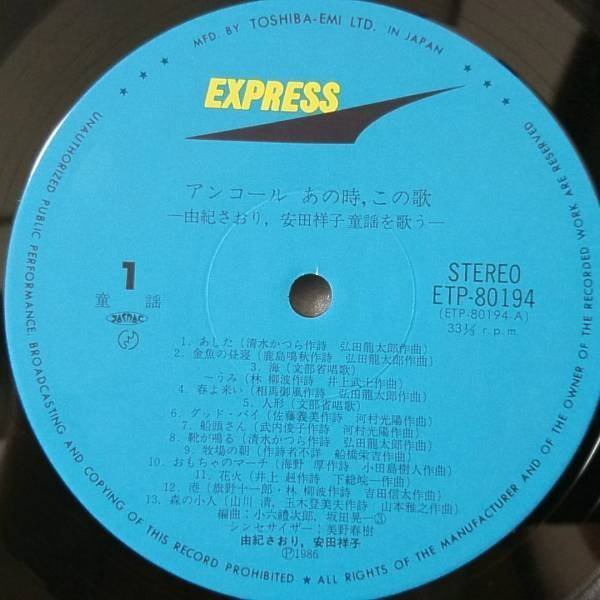 MFD. BY TOSHIBA-EMI LTD. IN JAPAN
EXPRESS
アンコール あの時,この歌
—由紀さおり, 安田祥子童謡を歌う—
1
童謡
JASRAC
STEREO
ETP-80194
(ETP-80194-A)
33⅓ r.p.m.
1. あした(清水かつら作詩 弘田龍太郎作曲)
2. 金魚の昼寝(鹿島鳴秋作詩 弘田龍太郎作曲)
3. 海(文部省唱歌)
〜うみ(林 柳波作詩 井上武士作曲)
4. 春よ来い(相馬御風作詩 弘田龍太郎作曲)
5. 人形(文部省唱歌)
6. グッド・バイ(佐藤義美作詩 河村光陽作曲)
7. 船頭さん(武内俊子作詩 河村光陽作曲)
8. 靴が鳴る(清水かつら作詩 弘田龍太郎作曲)
9. 牧場の朝(作詩者不詳 船橋栄吉作曲)
10. おもちゃのマーチ(海野 厚作詩 小田島樹人作曲)
11. 花火(井上 赳作詩 下総皖一作曲)
12. 港(旗野十一郎・林 柳波作詩 吉田信太作曲)
13. 森の小人(山川 清, 玉木登美夫作詩 山本雅之作曲)
編曲:小六禮次郎, 坂田晃一③
シンセサイザー:美野春樹
由紀さおり, 安田祥子
Ⓟ1986
UNAUTHORIZED PUBLIC PERFORMANCE BROADCASTING AND COPYING OF THIS RECORD PROHIBITED ★ ALL RIGHTS OF THE MANUFACTURER AND OF THE OWNER OF THE RECORDED WORK ARE RESERVED